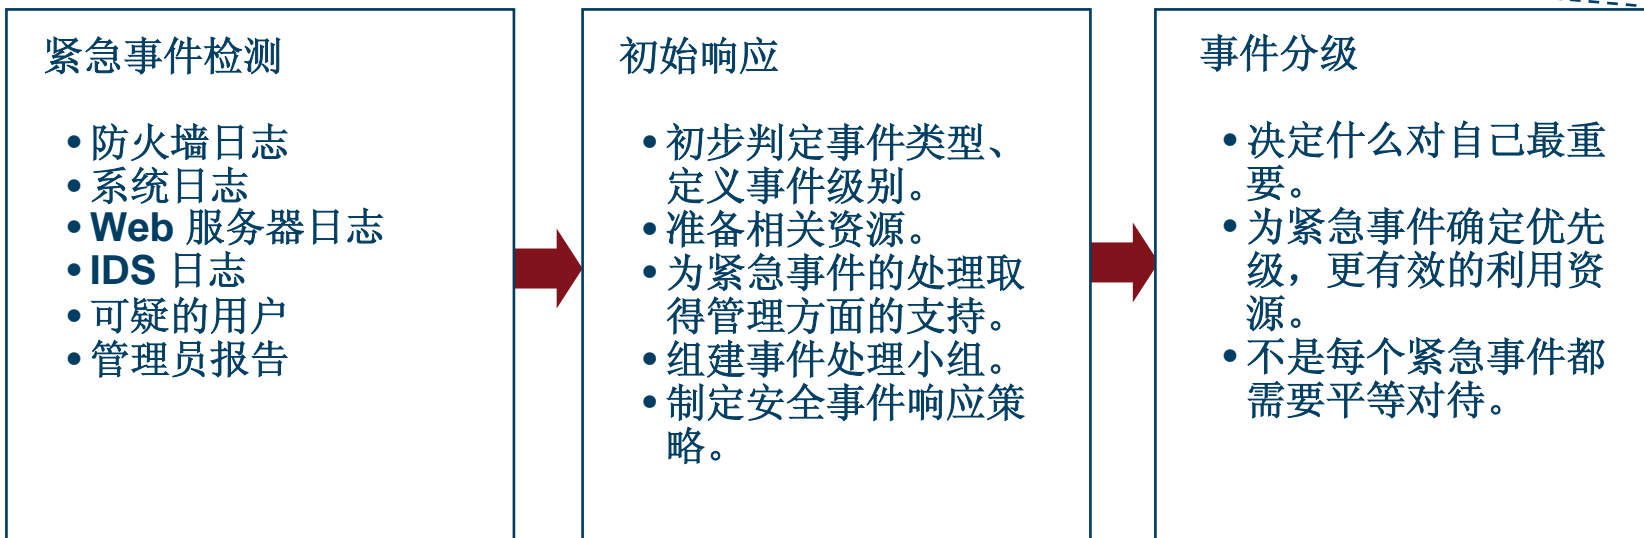 紧急事件检测
•防火墙日志
•系统日志
•Web 服务器日志
•IDS 日志
•可疑的用户
•管理员报告
初始响应
•初步判定事件类型、
定义事件级别。
•准备相关资源。
•为紧急事件的处理取
得管理方面的支持。
•组建事件处理小组。
•制定安全事件响应策
略。
事件分级
•决定什么对自己最重
要。
•为紧急事件确定优先
级，更有效的利用资
源。
•不是每个紧急事件都
需要平等对待。